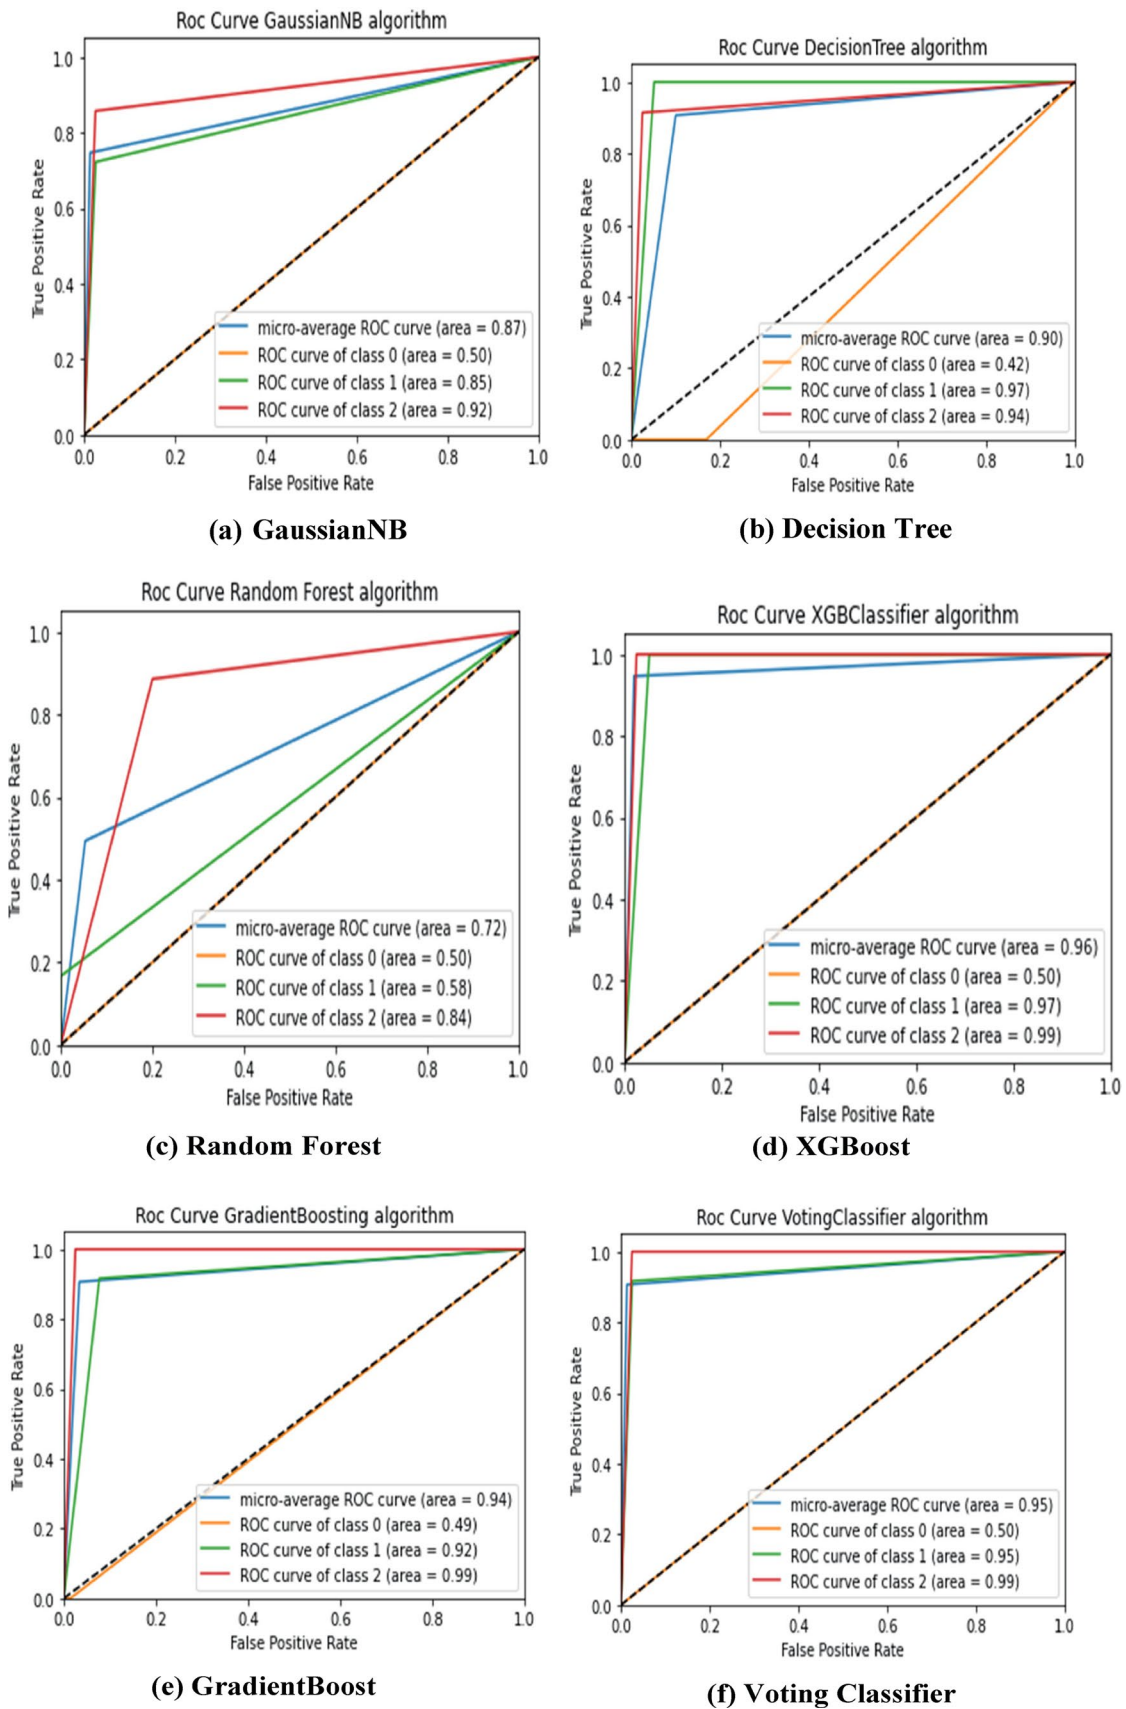 Roc Curve GaussianNB algorithm
1.0
0.8
0.6
0.4
0.2
0.0
True Positive Rate
micro-average ROC curve (area = 0.87)
ROC curve of class 0 (area = 0.50)
ROC curve of class 1 (area = 0.85)
ROC curve of class 2 (area = 0.92)
0.0 0.2 0.4 0.6 0.8 1.0
False Positive Rate
(a) GaussianNB
Roc Curve DecisionTree algorithm
1.0
0.8
0.6
0.4
0.2
0.0
True Positive Rate
micro-average ROC curve (area = 0.90)
ROC curve of class 0 (area = 0.42)
ROC curve of class 1 (area = 0.97)
ROC curve of class 2 (area = 0.94)
0.0 0.2 0.4 0.6 0.8 1.0
False Positive Rate
(b) Decision Tree
Roc Curve Random Forest algorithm
1.0
0.8
0.6
0.4
0.2
0.0
True Positive Rate
micro-average ROC curve (area = 0.72)
ROC curve of class 0 (area = 0.50)
ROC curve of class 1 (area = 0.58)
ROC curve of class 2 (area = 0.84)
0.0 0.2 0.4 0.6 0.8 1.0
False Positive Rate
(c) Random Forest
Roc Curve XGBClassifier algorithm
1.0
0.8
0.6
0.4
0.2
0.0
True Positive Rate
micro-average ROC curve (area = 0.96)
ROC curve of class 0 (area = 0.50)
ROC curve of class 1 (area = 0.97)
ROC curve of class 2 (area = 0.99)
0.0 0.2 0.4 0.6 0.8 1.0
False Positive Rate
(d) XGBoost
Roc Curve GradientBoosting algorithm
1.0
0.8
0.6
0.4
0.2
0.0
True Positive Rate
micro-average ROC curve (area = 0.94)
ROC curve of class 0 (area = 0.49)
ROC curve of class 1 (area = 0.92)
ROC curve of class 2 (area = 0.99)
0.0 0.2 0.4 0.6 0.8 1.0
False Positive Rate
(e) GradientBoost
Roc Curve VotingClassifier algorithm
1.0
0.8
0.6
0.4
0.2
0.0
True Positive Rate
micro-average ROC curve (area = 0.95)
ROC curve of class 0 (area = 0.50)
ROC curve of class 1 (area = 0.95)
ROC curve of class 2 (area = 0.99)
0.0 0.2 0.4 0.6 0.8 1.0
False Positive Rate
(f) Voting Classifier